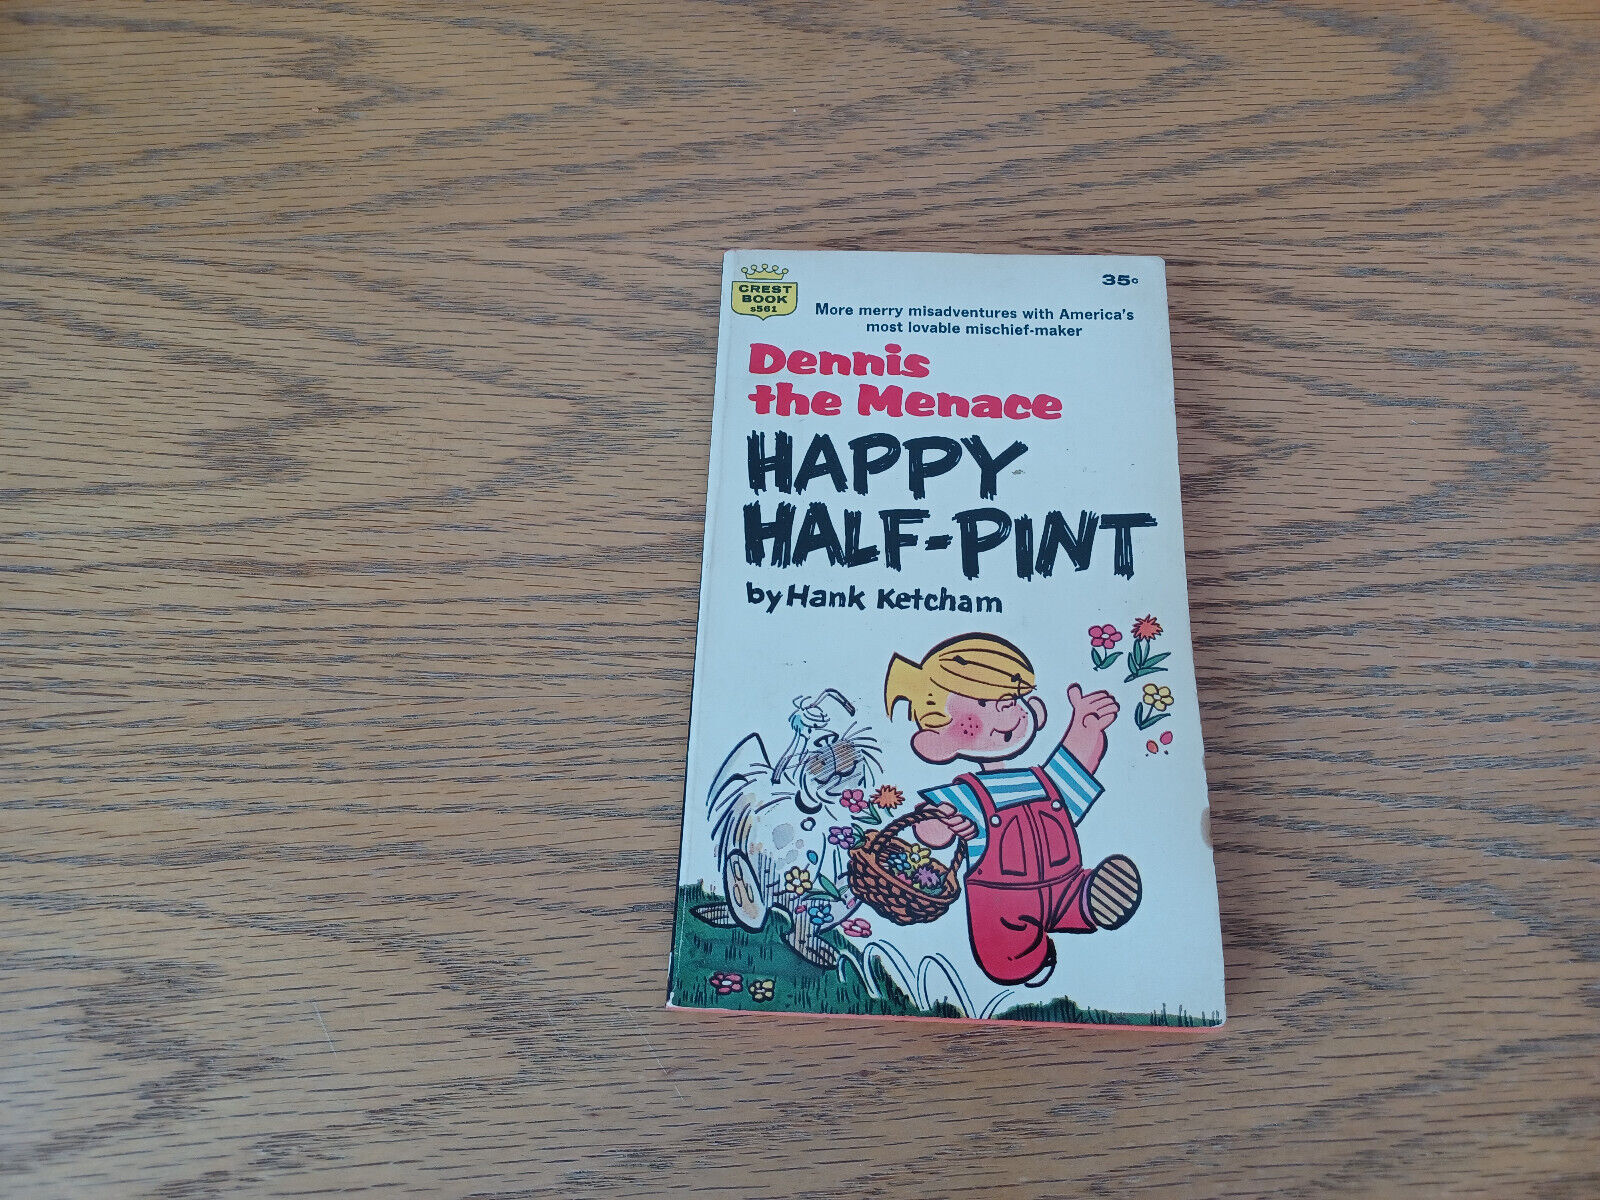 CREST
BOOK
s561
35¢
More merry misadventures with America's
most lovable mischief-maker
Dennis
the Menace
HAPPY
HALF-PINT
by Hank Ketcham